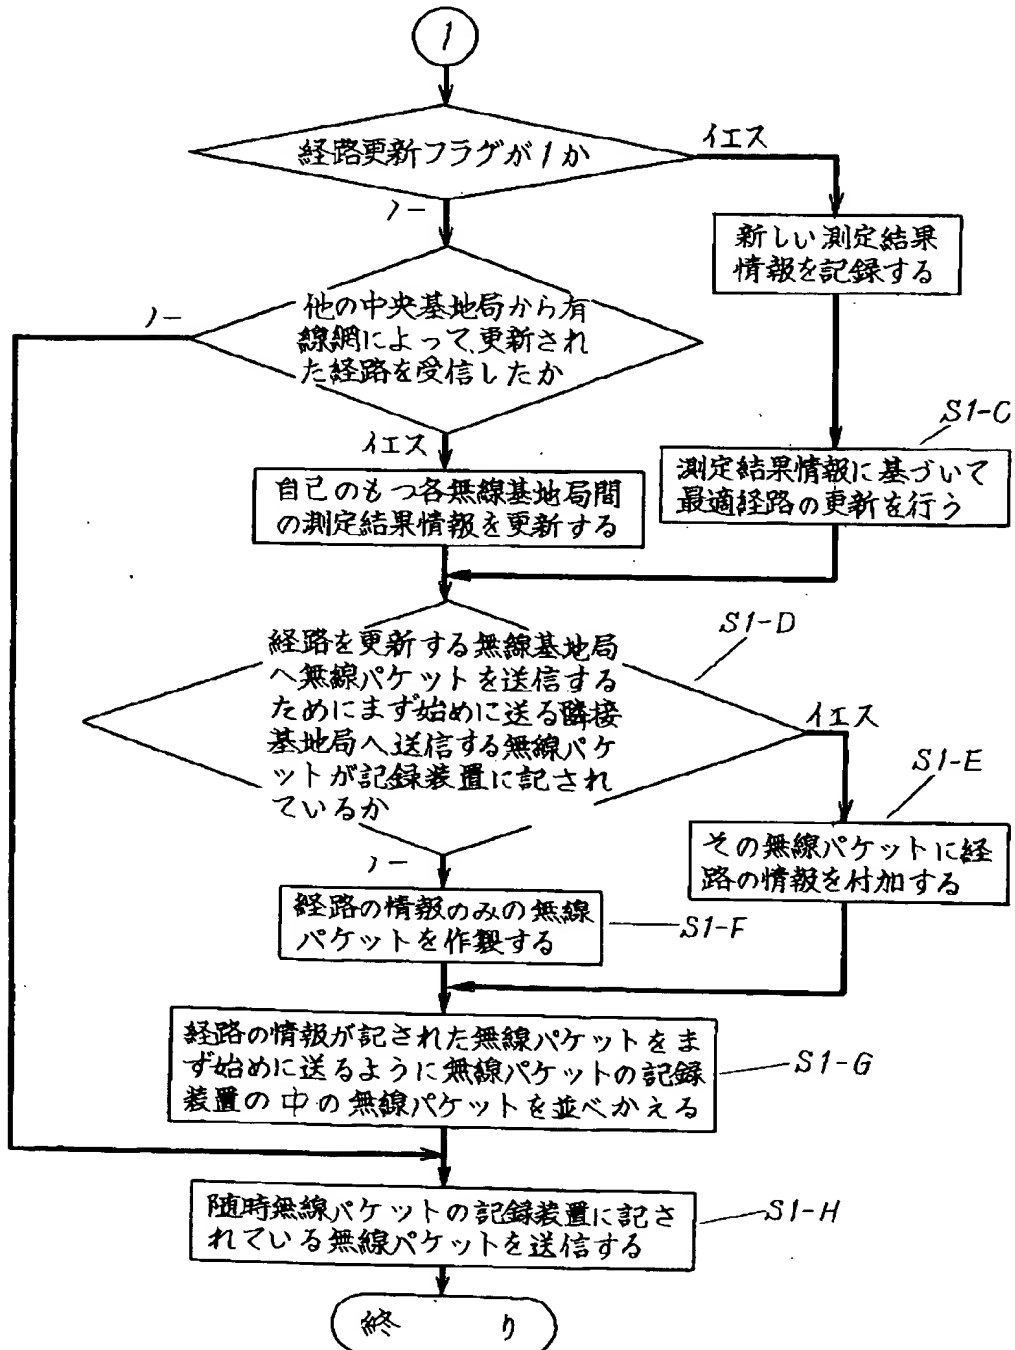 1
経路更新フラグが1か
イエス
ノー
新しい測定結果
情報を記録する
他の中央基地局から有
線網によって、更新され
た経路を受信したか
ノー
イエス
S1-C
測定結果情報に基づいて
最適経路の更新を行う
自己のもつ各無線基地局間
の測定結果情報を更新する
S1-D
経路を更新する無線基地局
へ無線パケットを送信する
ためにまず始めに送る隣接
基地局へ送信する無線パケ
ットが記録装置に記され
ているか
イエス
S1-E
その無線パケットに経
路の情報を付加する
ノー
経路の情報のみの無線
パケットを作製する
S1-F
経路の情報が記された無線パケットをま
ず始めに送るように無線パケットの記録
装置の中の無線パケットを並べかえる
S1-G
随時無線パケットの記録装置に記さ
れている無線パケットを送信する
S1-H
終り